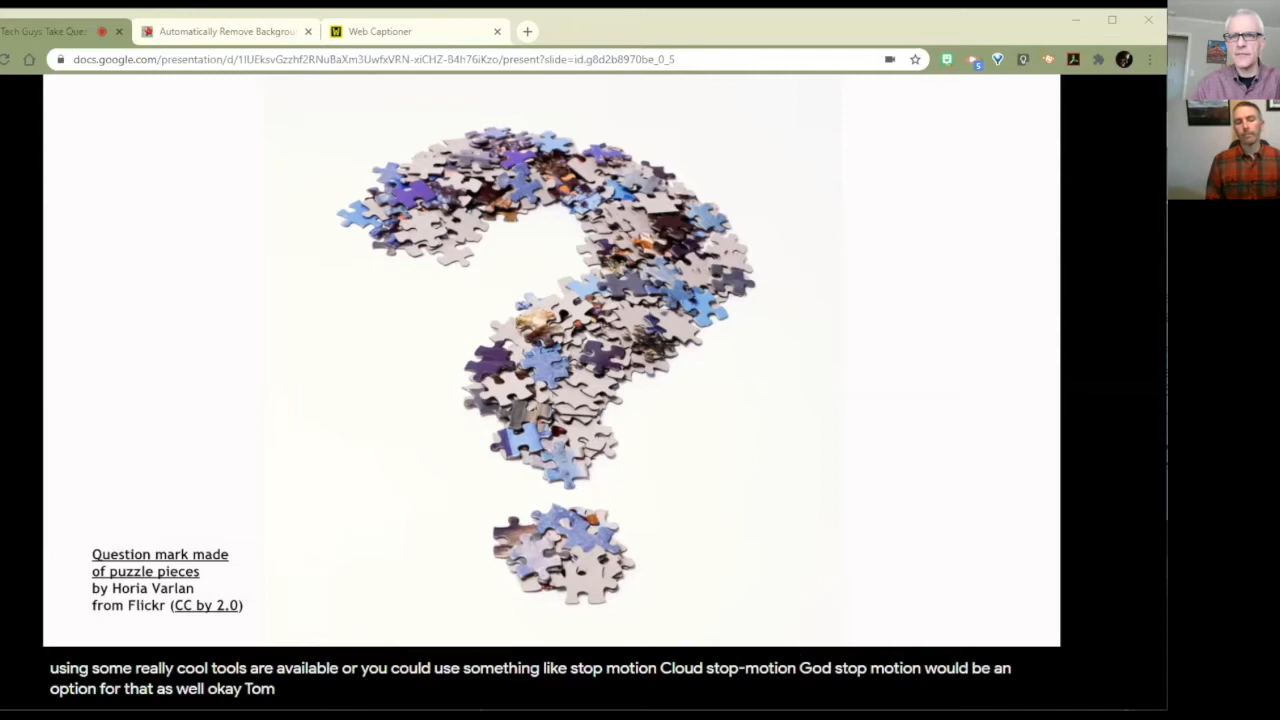 Tech Guys Take Que:
Automatically Remove Backgrou
Web Captioner
docs.google.com/presentation/d/1IUEksvGzzhf2RNuBaXm3UwfxVRN-xiCHZ-B4h76iKzo/present?slide=id.g8d2b8970be_0_5
5
Question mark made
of puzzle pieces
by Horia Varlan
from Flickr (CC by 2.0)
using some really cool tools are available or you could use something like stop motion Cloud stop-motion God stop motion would be an
option for that as well okay Tom